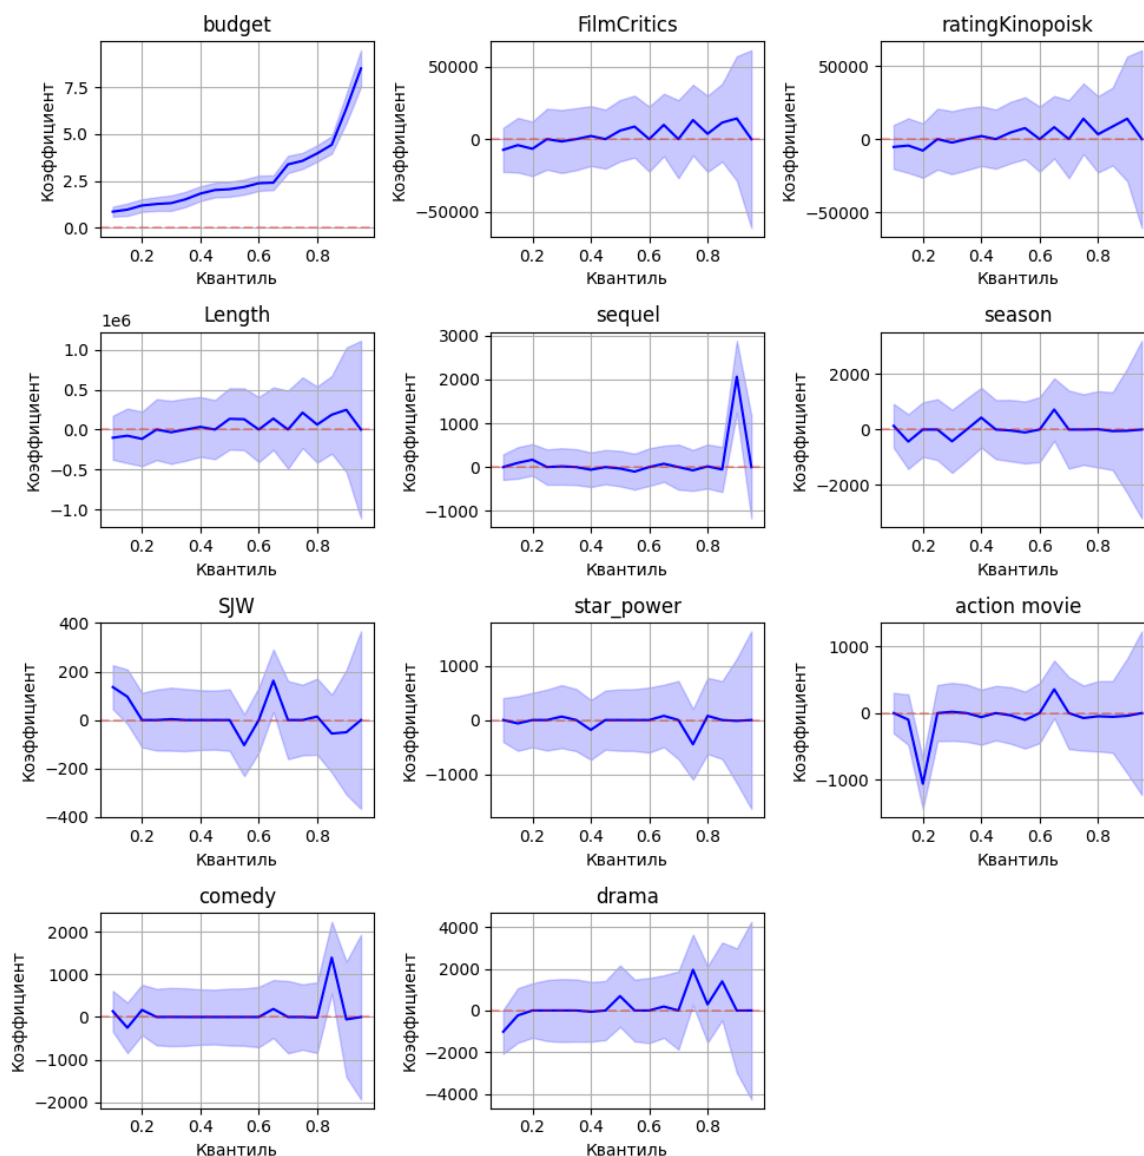 budget
FilmCritics
ratingKinopoisk
7.5
5.0
2.5
0.0
Коэффициент
0.2 0.4 0.6 0.8
Квантиль
50000
0
−50000
Коэффициент
0.2 0.4 0.6 0.8
Квантиль
50000
0
−50000
Коэффициент
0.2 0.4 0.6 0.8
Квантиль
Length
sequel
season
1e6
1.0
0.5
0.0
−0.5
−1.0
Коэффициент
0.2 0.4 0.6 0.8
Квантиль
3000
2000
1000
0
−1000
Коэффициент
0.2 0.4 0.6 0.8
Квантиль
2000
0
−2000
Коэффициент
0.2 0.4 0.6 0.8
Квантиль
SJW
star_power
action movie
400
200
0
−200
−400
Коэффициент
0.2 0.4 0.6 0.8
Квантиль
1000
0
−1000
Коэффициент
0.2 0.4 0.6 0.8
Квантиль
1000
0
−1000
Коэффициент
0.2 0.4 0.6 0.8
Квантиль
comedy
drama
2000
1000
0
−1000
−2000
Коэффициент
0.2 0.4 0.6 0.8
Квантиль
4000
2000
0
−2000
−4000
Коэффициент
0.2 0.4 0.6 0.8
Квантиль